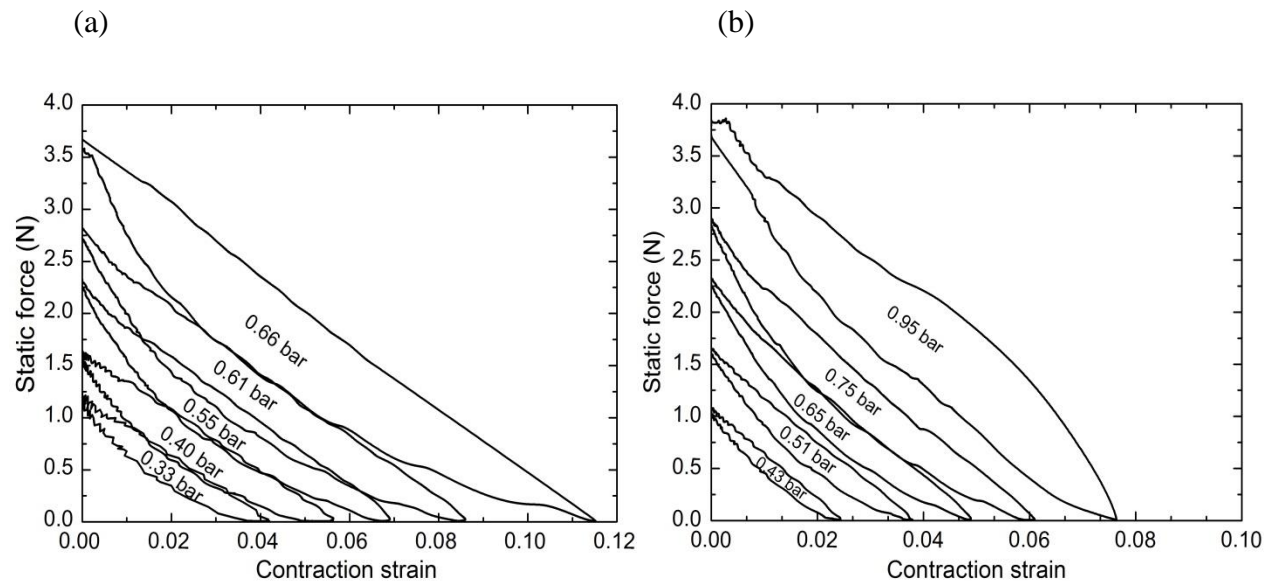 (a)
(b)
4.0
3.5
3.0
2.5
2.0
1.5
1.0
0.5
0.0
Static force (N)
0.66 bar
0.61 bar
0.55 bar
0.40 bar
0.33 bar
0.00 0.02 0.04 0.06 0.08 0.10 0.12
Contraction strain
4.0
3.5
3.0
2.5
2.0
1.5
1.0
0.5
0.0
Static force (N)
0.95 bar
0.75 bar
0.65 bar
0.51 bar
0.43 bar
0.00 0.02 0.04 0.06 0.08 0.10
Contraction strain